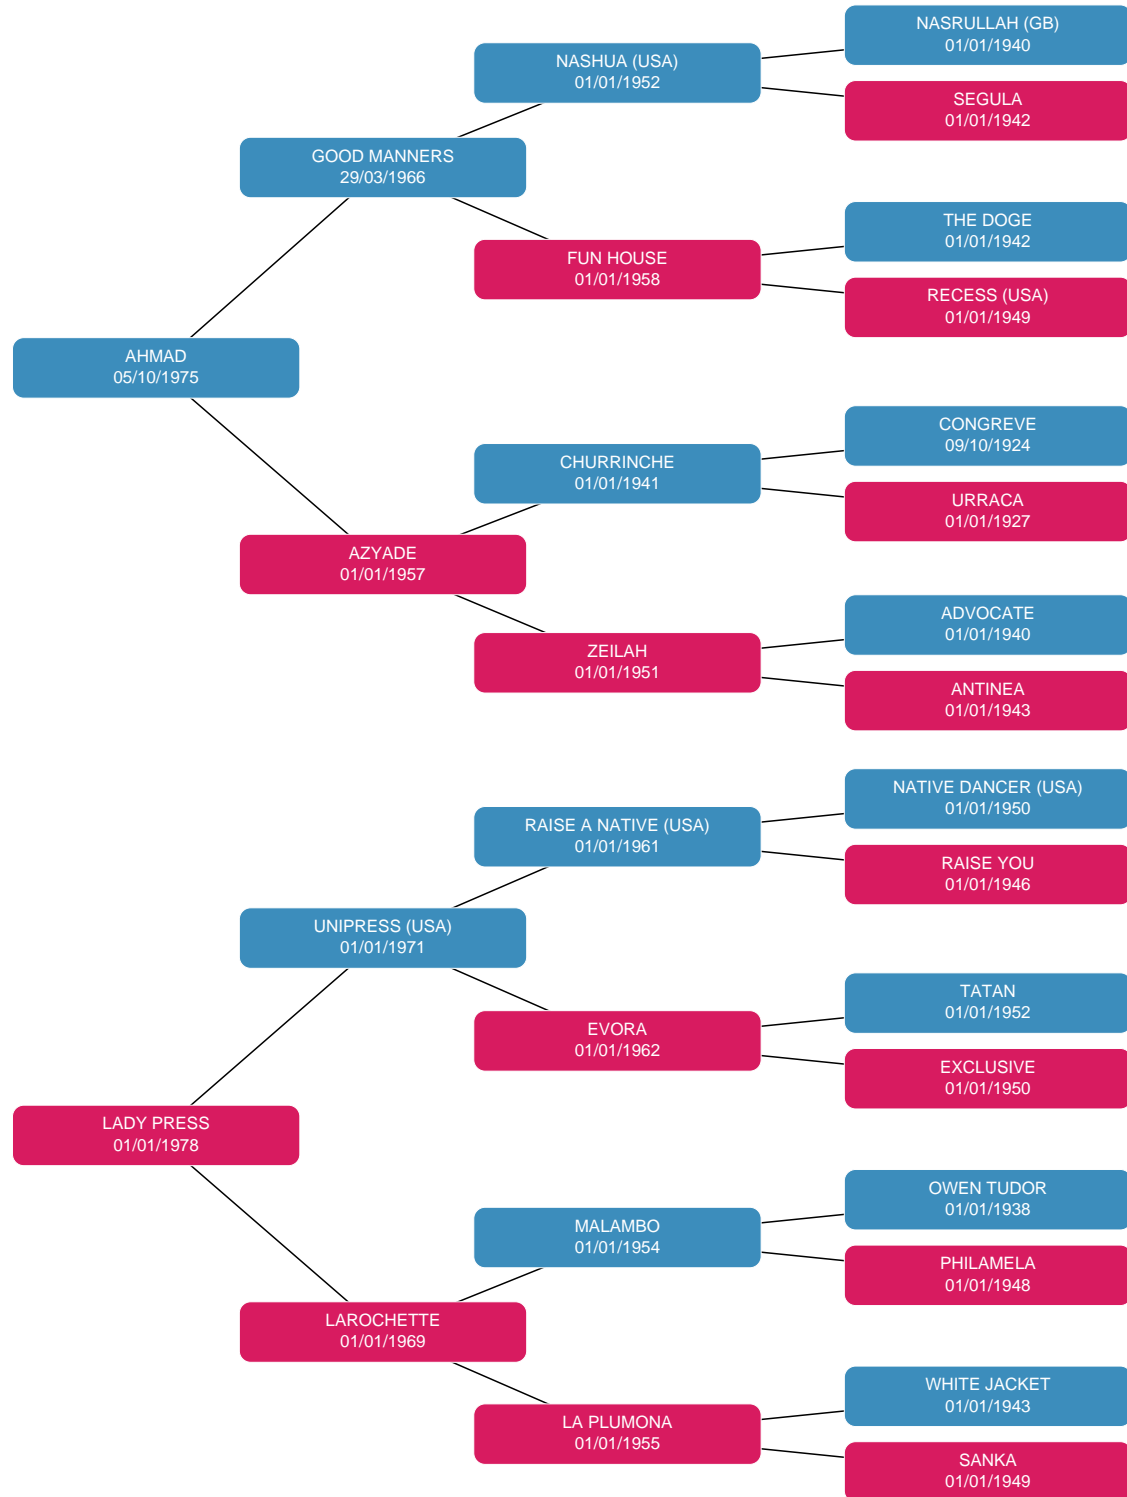 NASRULLAH (GB)
01/01/1940
NASHUA (USA)
01/01/1952
SEGULA
01/01/1942
GOOD MANNERS
29/03/1966
THE DOGE
01/01/1942
FUN HOUSE
01/01/1958
RECESS (USA)
01/01/1949
AHMAD
05/10/1975
CONGREVE
09/10/1924
CHURRINCHE
01/01/1941
URRACA
01/01/1927
AZYADE
01/01/1957
ADVOCATE
01/01/1940
ZEILAH
01/01/1951
ANTINEA
01/01/1943
NATIVE DANCER (USA)
01/01/1950
RAISE A NATIVE (USA)
01/01/1961
RAISE YOU
01/01/1946
UNIPRESS (USA)
01/01/1971
TATAN
01/01/1952
EVORA
01/01/1962
EXCLUSIVE
01/01/1950
LADY PRESS
01/01/1978
OWEN TUDOR
01/01/1938
MALAMBO
01/01/1954
PHILAMELA
01/01/1948
LAROCHETTE
01/01/1969
WHITE JACKET
01/01/1943
LA PLUMONA
01/01/1955
SANKA
01/01/1949